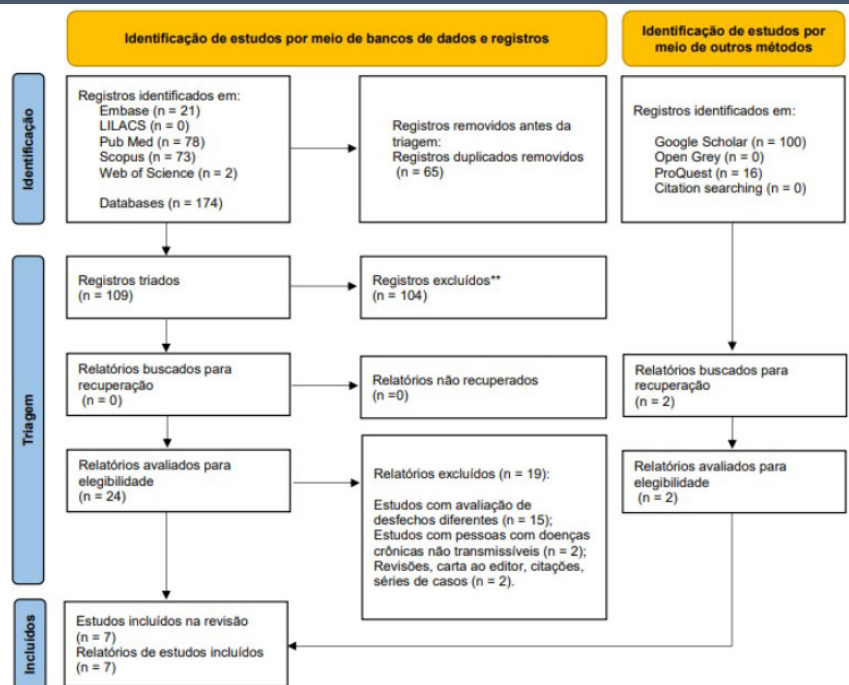 Identificação de estudos por meio de bancos de dados e registros
Identificação de estudos por
meio de outros métodos
Identificação
Registros identificados em:
Embase (n = 21)
LILACS (n = 0)
Pub Med (n = 78)
Scopus (n = 73)
Web of Science (n = 2)
Databases (n = 174)
Registros removidos antes da
triagem:
Registros duplicados removidos
(n = 65)
Registros identificados em:
Google Scholar (n = 100)
Open Grey (n = 0)
ProQuest (n = 16)
Citation searching (n = 0)
Triagem
Registros triados
(n = 109)
Registros excluídos**
(n = 104)
Relatórios buscados para
recuperação
(n = 0)
Relatórios não recuperados
(n =0)
Relatórios buscados para
recuperação
(n = 2)
Relatórios avaliados para
elegibilidade
(n = 24)
Relatórios excluídos (n = 19):
Estudos com avaliação de
desfechos diferentes (n = 15);
Estudos com pessoas com doenças
crônicas não transmissíveis (n = 2);
Revisões, carta ao editor, citações,
séries de casos (n = 2).
Relatórios avaliados para
elegibilidade
(n = 2)
Incluídos
Estudos incluídos na revisão
(n = 7)
Relatórios de estudos incluídos
(n = 7)